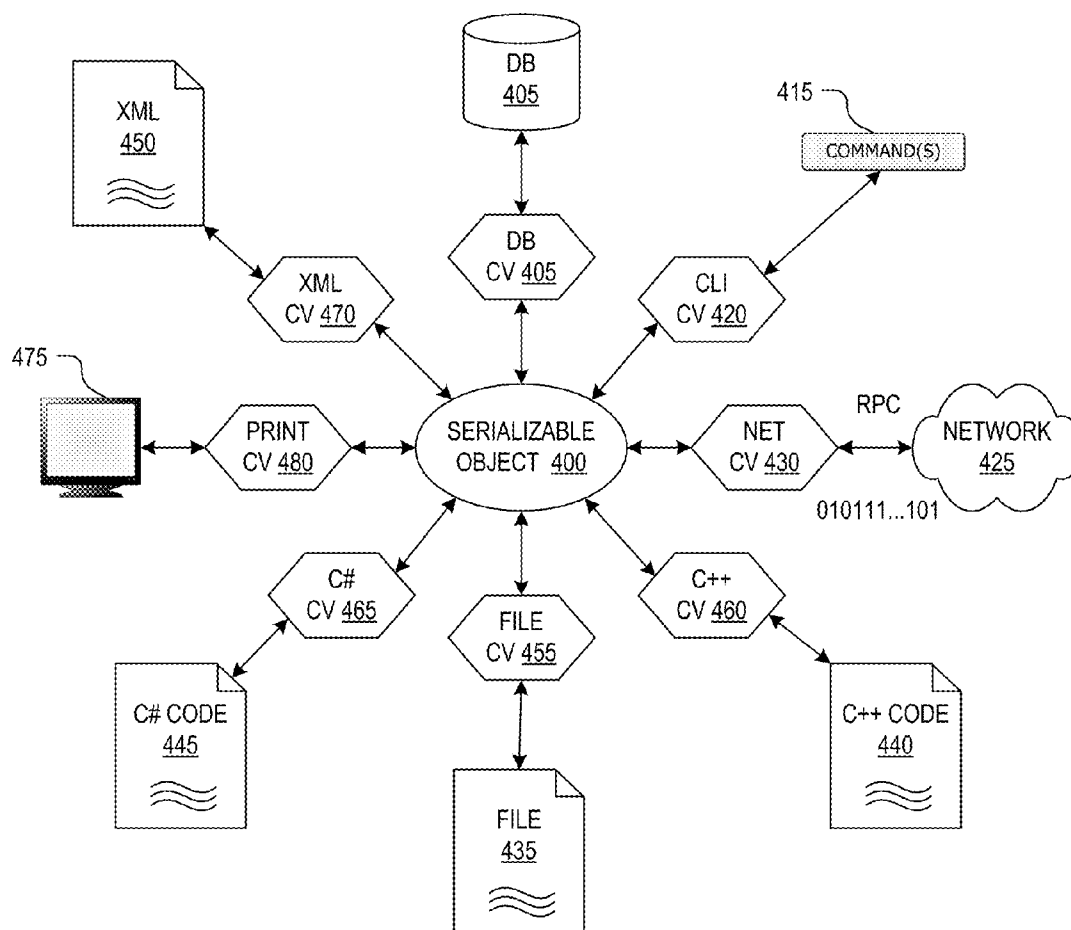 DB
405
XML
450
415
COMMAND(S)
DB
CV 405
XML
CV 470
CLI
CV 420
475
PRINT
CV 480
SERIALIZABLE
OBJECT 400
NET
CV 430
RPC
NETWORK
425
010111...101
C#
CV 465
FILE
CV 455
C++
CV 460
C# CODE
445
C++ CODE
440
FILE
435